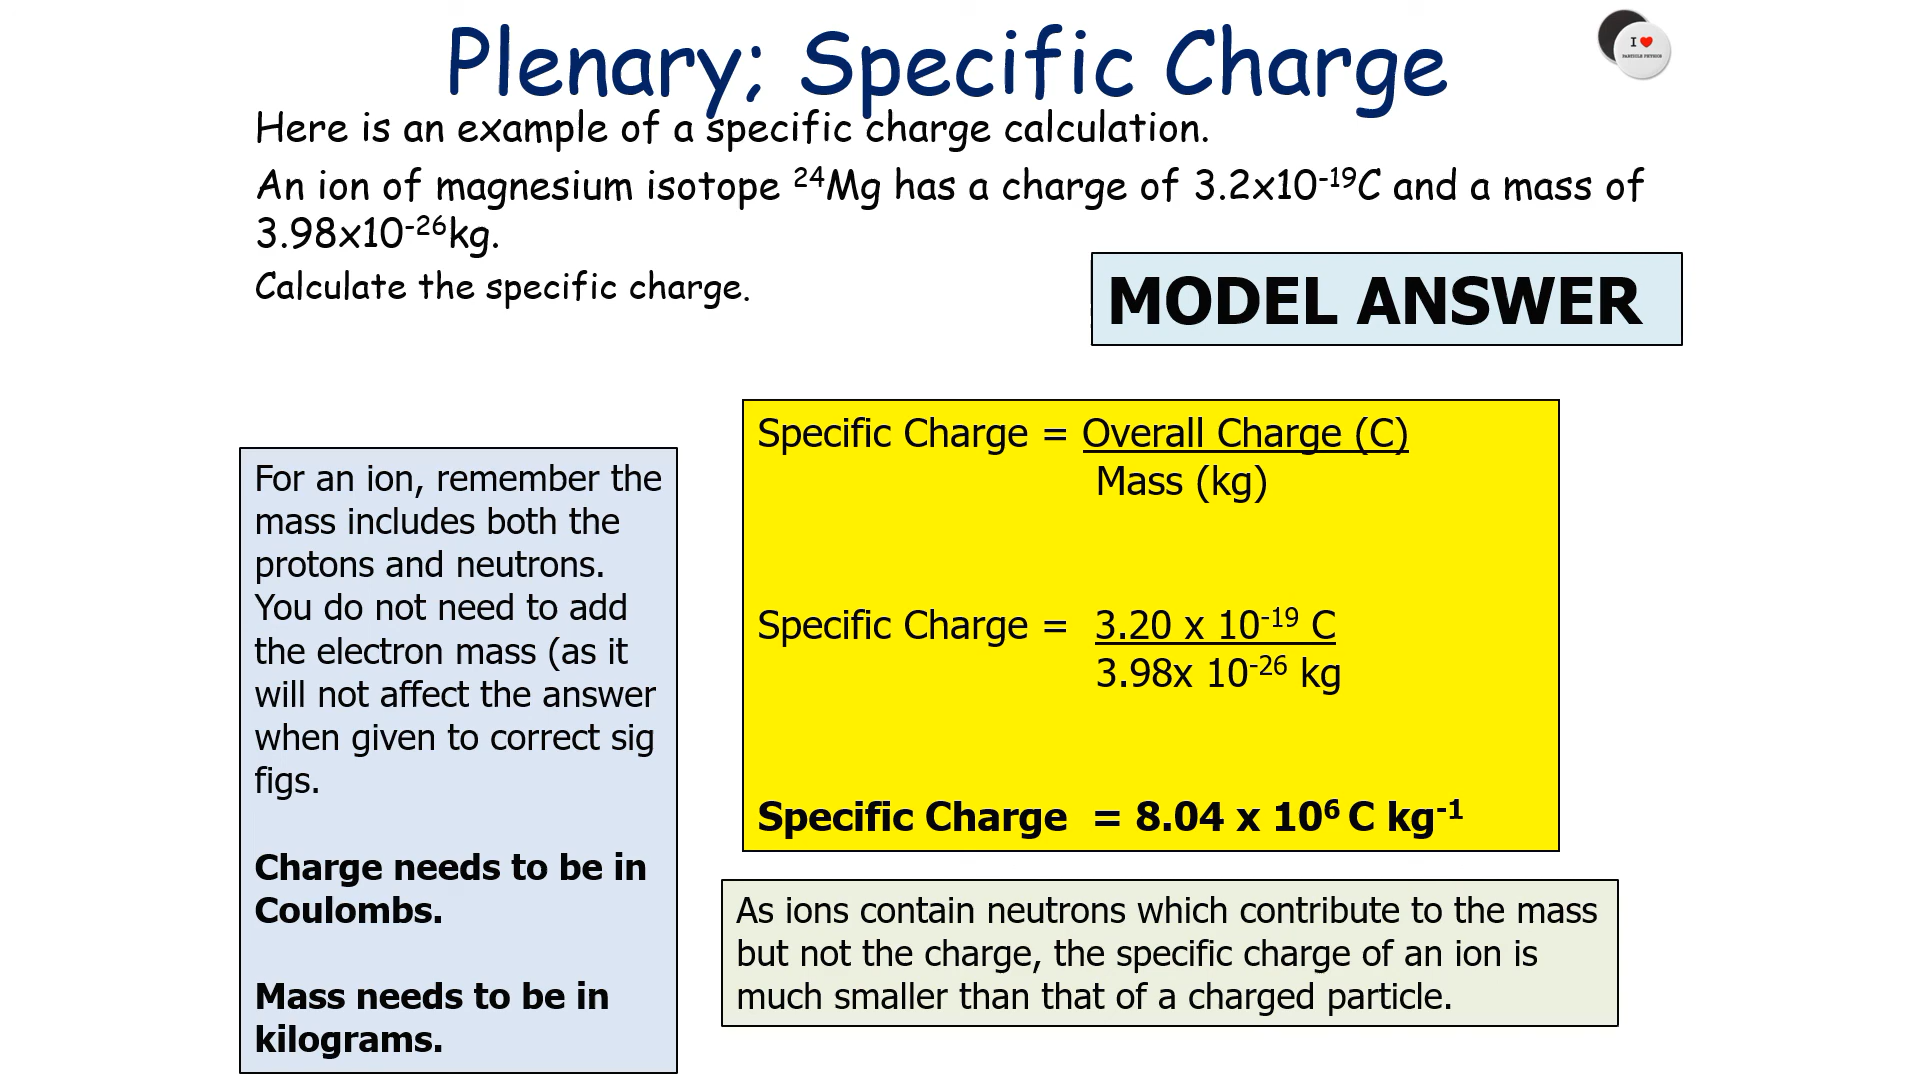 Plenary; Specific Charge
I ❤ 
PARTICLE PHYSICS
Here is an example of a specific charge calculation.
An ion of magnesium isotope ²⁴Mg has a charge of 3.2x10⁻¹⁹C and a mass of
3.98x10⁻²⁶kg.
Calculate the specific charge.
MODEL ANSWER
For an ion, remember the
mass includes both the
protons and neutrons.
You do not need to add
the electron mass (as it
will not affect the answer
when given to correct sig
figs.
Charge needs to be in
Coulombs.
Mass needs to be in
kilograms.
Specific Charge = Overall Charge (C)
Mass (kg)
Specific Charge = 3.20 x 10⁻¹⁹ C
3.98x 10⁻²⁶ kg
Specific Charge = 8.04 x 10⁶ C kg⁻¹
As ions contain neutrons which contribute to the mass
but not the charge, the specific charge of an ion is
much smaller than that of a charged particle.